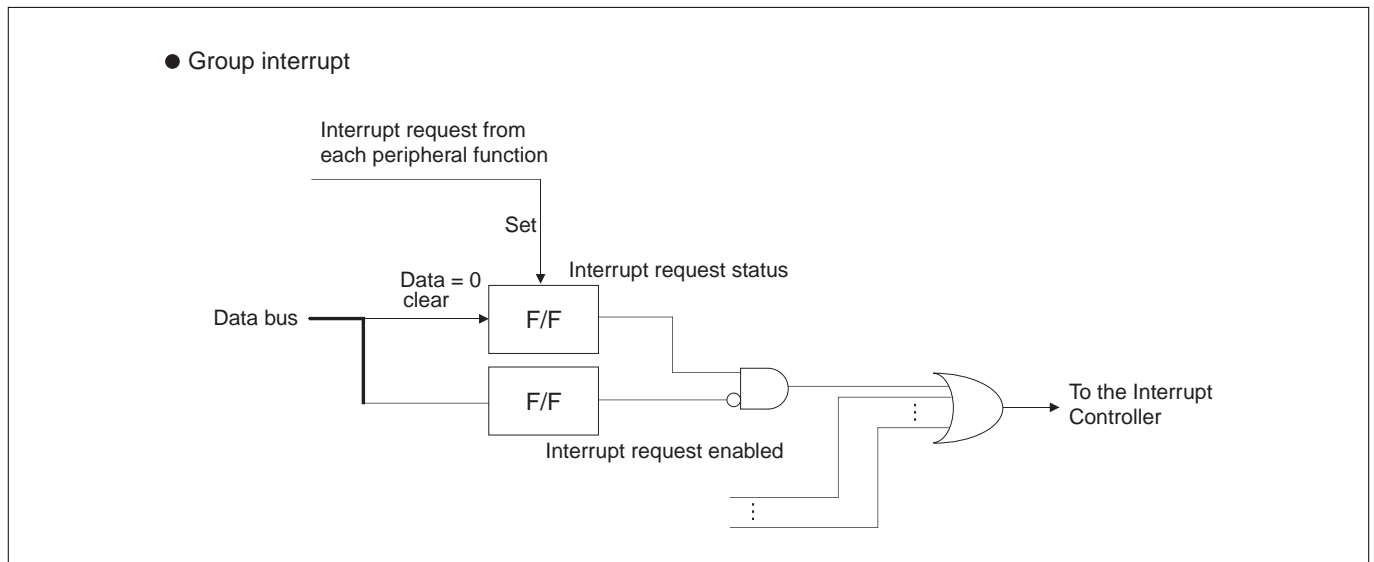 ● Group interrupt
Interrupt request from
each peripheral function
Set
Data = 0
clear
Interrupt request status
Data bus
F/F
F/F
Interrupt request enabled
To the Interrupt
Controller